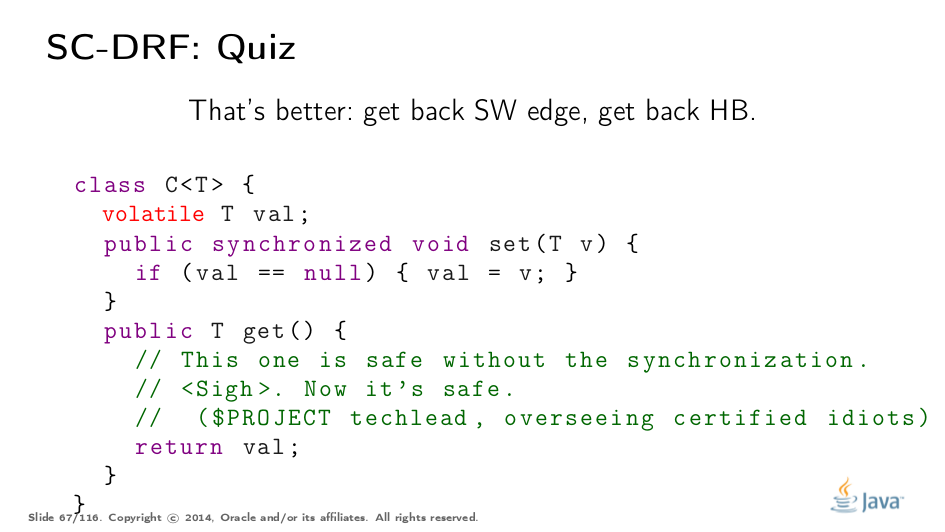 SC-DRF: Quiz
That's better: get back SW edge, get back HB.
class C<T> {
  volatile T val;
  public synchronized void set(T v) {
    if (val == null) { val = v; }
  }
  public T get() {
    // This one is safe without the synchronization.
    // <Sigh>. Now it's safe.
    //  ($PROJECT techlead, overseeing certified idiots)
    return val;
  }
}
Slide 67/116. Copyright © 2014, Oracle and/or its affiliates. All rights reserved.
Java™